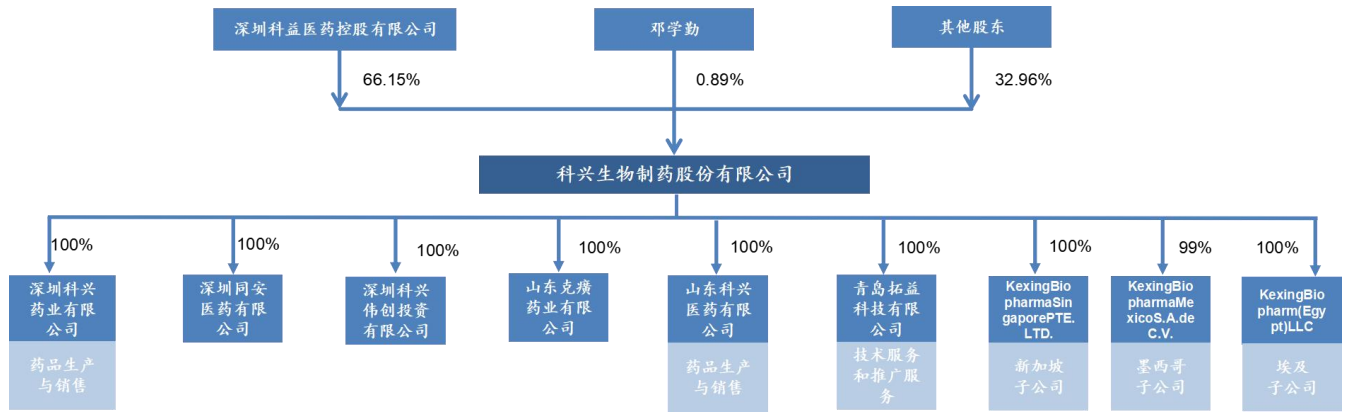 深圳科益医药控股有限公司
邓学勤
其他股东
66.15%
0.89%
32.96%
科兴生物制药股份有限公司
100%
100%
100%
100%
100%
100%
100%
99%
100%
深圳科兴
药业有限
公司
药品生产
与销售
深圳同安
医药有限
公司
深圳科兴
伟创投资
有限公司
山东克癀
药业有限
公司
山东科兴
医药有限
公司
药品生产
与销售
青岛拓益
科技有限
公司
技术服务
和推广服
务
KexingBio
pharmaSin
gaporePTE.
LTD.
新加坡
子公司
KexingBio
pharmaMe
xicoS.A.de
C.V.
墨西哥
子公司
KexingBio
pharm(Egy
pt)LLC
埃及
子公司